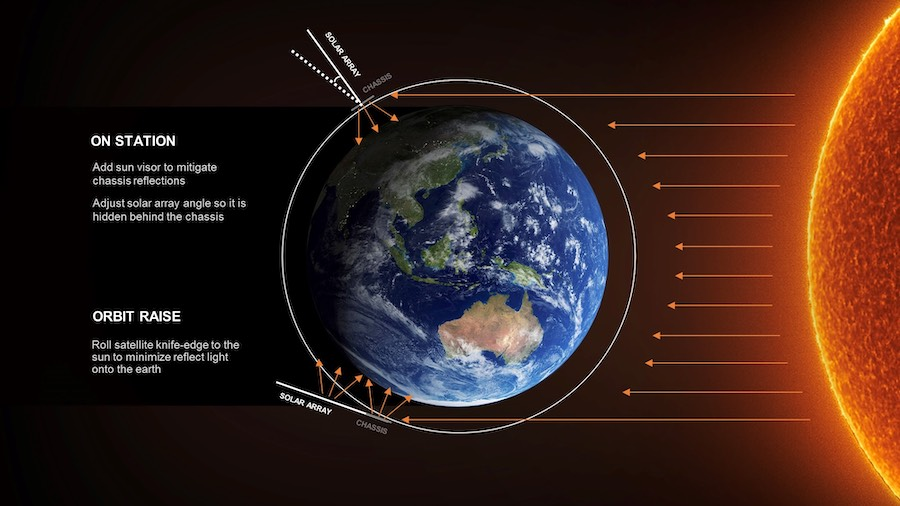 SOLAR ARRAY
CHASSIS
ON STATION
Add sun visor to mitigate
chassis reflections
Adjust solar array angle so it is
hidden behind the chassis
ORBIT RAISE
Roll satellite knife-edge to the
sun to minimize reflect light
onto the earth
SOLAR ARRAY
CHASSIS